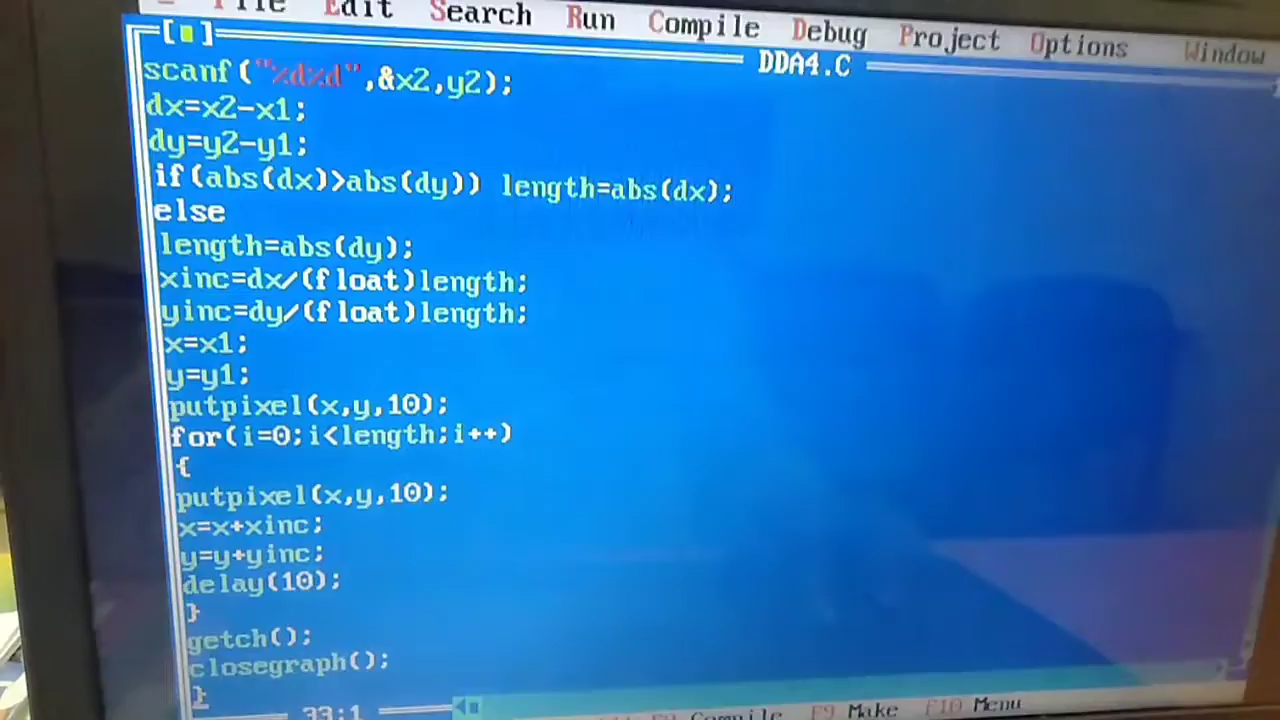 File Edit Search Run Compile Debug Project Options Window
[■] DDA4.C
scanf("%d%d",&x2,y2);
dx=x2-x1;
dy=y2-y1;
if(abs(dx)>abs(dy)) length=abs(dx);
else
length=abs(dy);
xinc=dx/(float)length;
yinc=dy/(float)length;
x=x1;
y=y1;
putpixel(x,y,10);
for(i=0;i<length;i++)
{
putpixel(x,y,10);
x=x+xinc;
y=y+yinc;
delay(10);
}
getch();
closegraph();
}
33:1
F9 Compile F9 Make F10 Menu